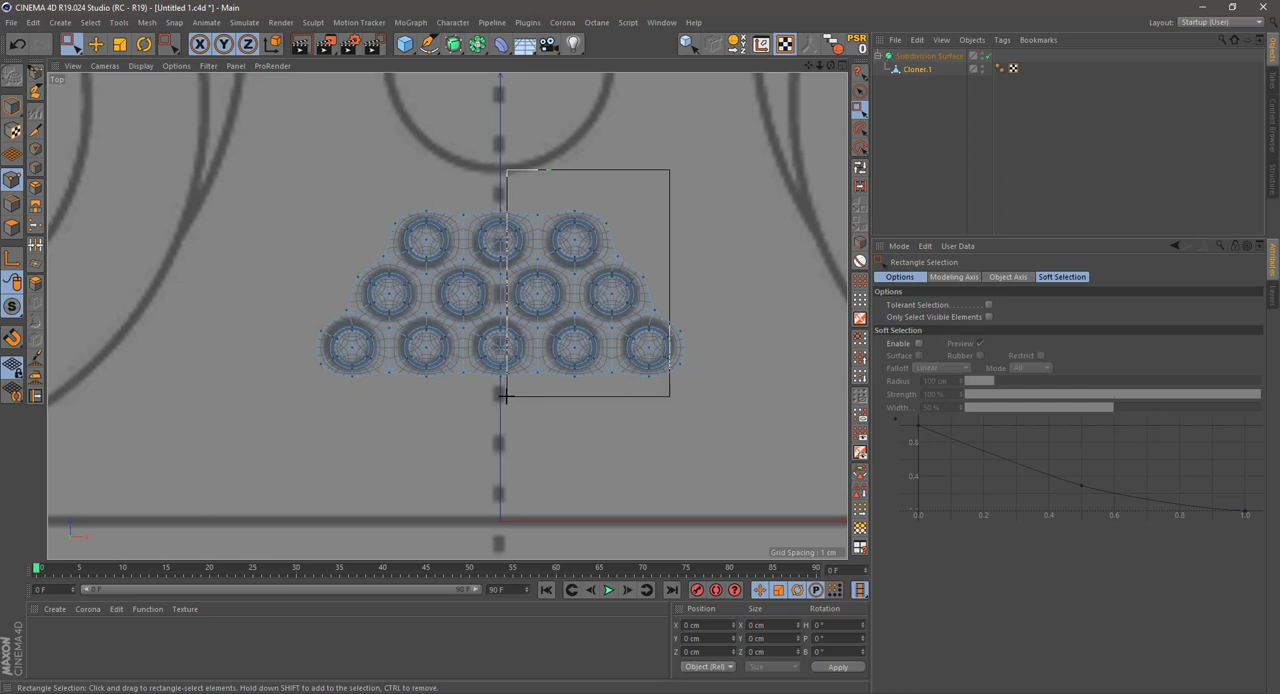 CINEMA 4D R19.024 Studio (RC - R19) - [Untitled 1.c4d *] - Main
File Edit Create Select Tools Mesh Snap Animate Simulate Render Sculpt Motion Tracker MoGraph Character Pipeline Plugins Corona Octane Script Window Help
Layout: Startup (User)
X Y Z PSR 0
View Cameras Display Options Filter Panel ProRender
Top
Grid Spacing : 1 cm
File Edit View Objects Tags Bookmarks
Subdivision Surface
Cloner.1
Objects
Takes
Content Browser
Structure
Attributes
Layers
Mode Edit User Data
Rectangle Selection
Options Modeling Axis Object Axis Soft Selection
Options
Tolerant Selection
Only Select Visible Elements
Soft Selection
Enable Preview
Surface Rubber Restrict
Falloff Linear Mode All
Radius 100 cm
Strength 100 %
Width 50 %
0.8
0.4
0.0 0.2 0.4 0.6 0.8 1.0
0 5 10 15 20 25 30 35 40 45 50 55 60 65 70 75 80 85 90 0 F
0 F 0 F 90 F 90 F
Create Corona Edit Function Texture
Position Size Rotation
X 0 cm X 0 cm H 0 °
Y 0 cm Y 0 cm P 0 °
Z 0 cm Z 0 cm B 0 °
Object (Rel) Size Apply
MAXON CINEMA 4D
Rectangle Selection: Click and drag to rectangle-select elements. Hold down SHIFT to add to the selection, CTRL to remove.